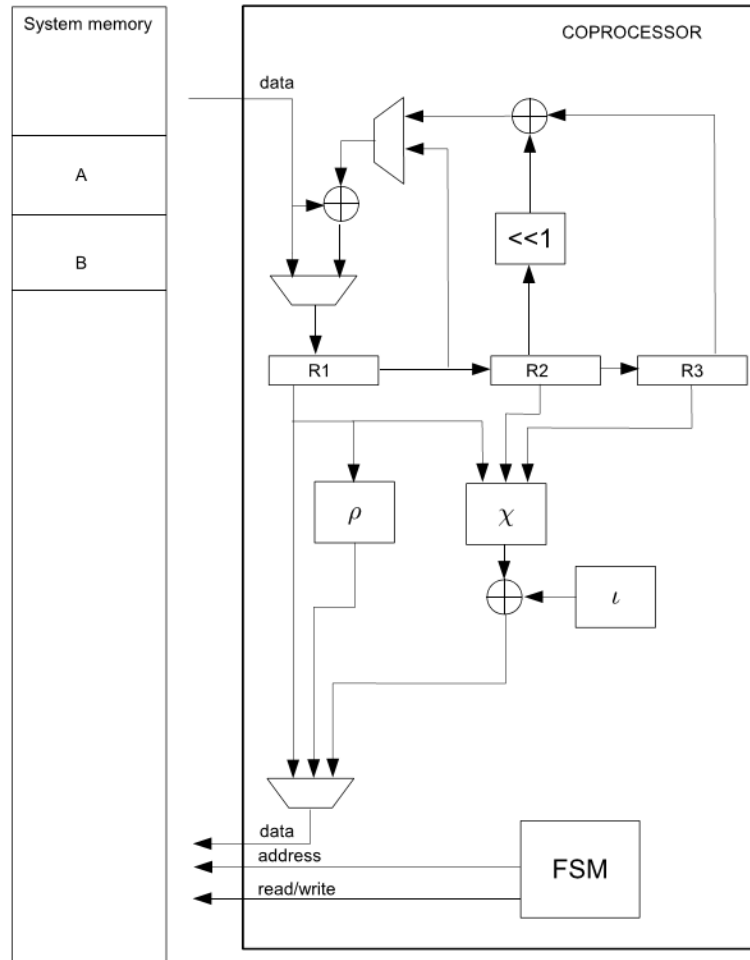 System memory
COPROCESSOR
data
A
B
<<1
R1
R2
R3
ρ
χ
ι
data
address
read/write
FSM